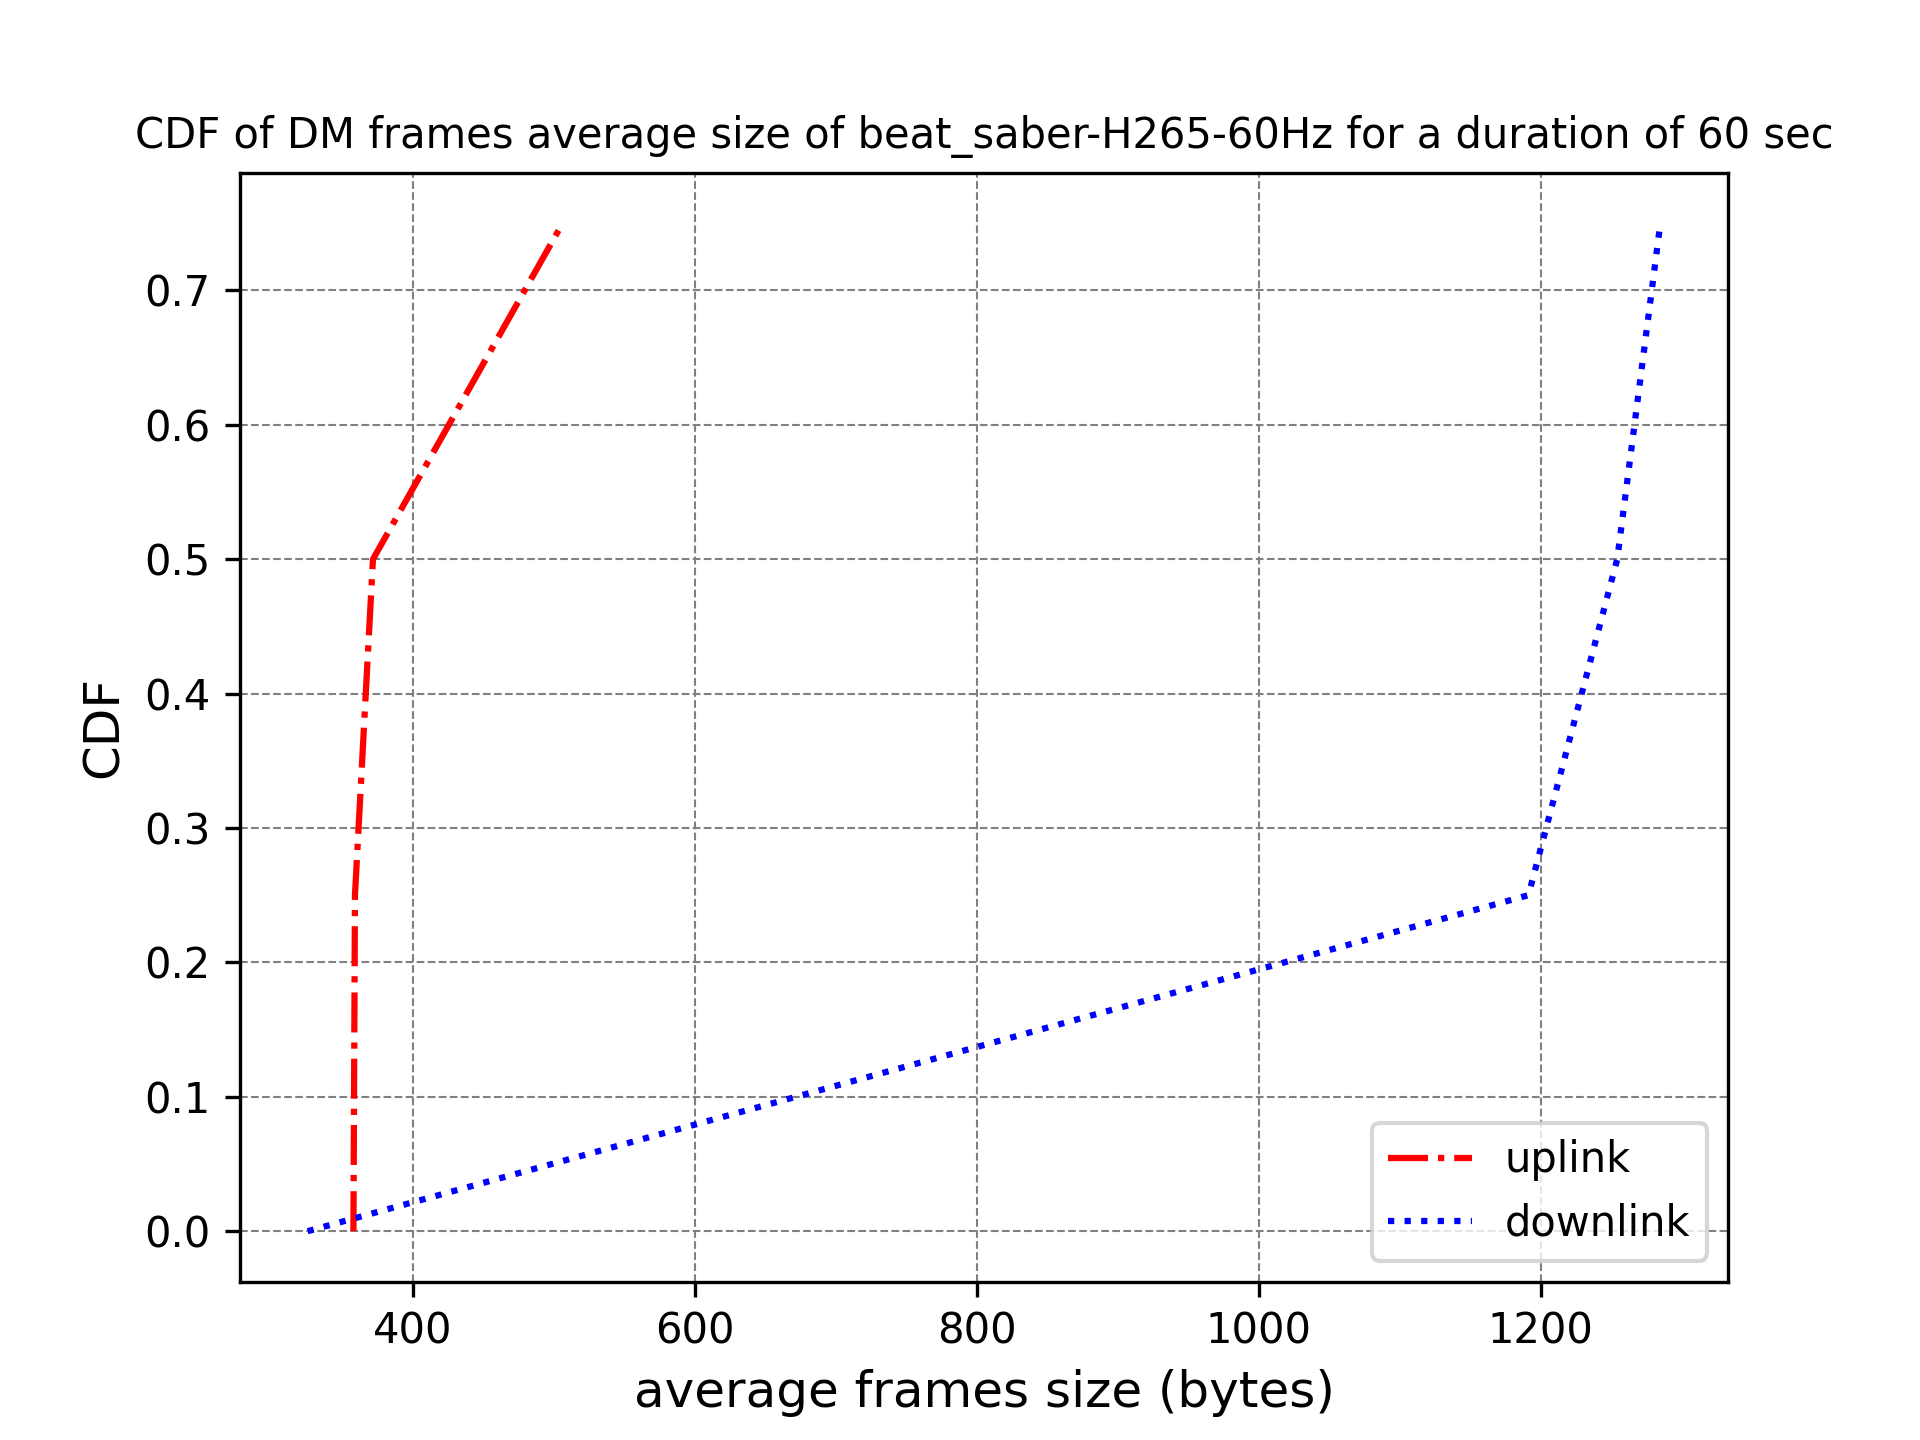 CDF of DM frames average size of beat_saber-H265-60Hz for a duration of 60 sec
0.7
0.6
0.5
0.4
0.3
0.2
0.1
0.0
CDF
400 600 800 1000 1200
average frames size (bytes)
uplink
downlink